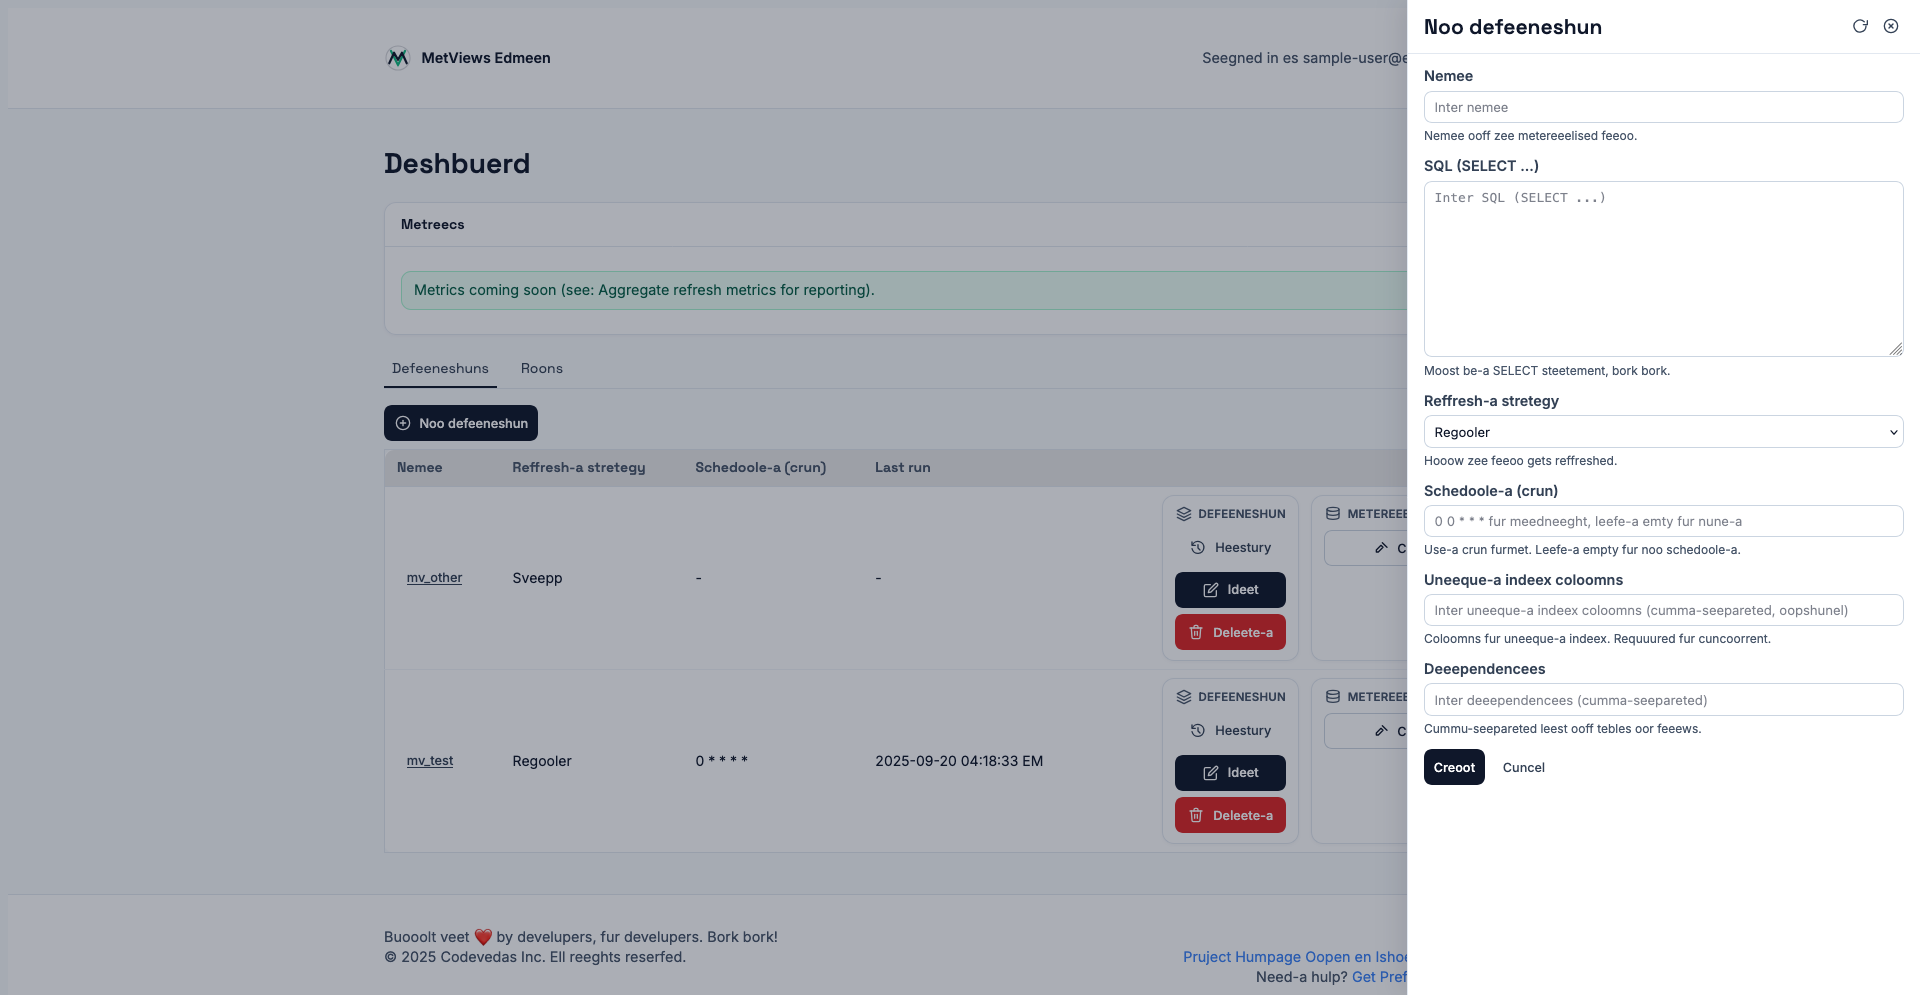 MetViews Edmeen
Seegned in es sample-user@e
Deshbuerd
Metreecs
Metrics coming soon (see: Aggregate refresh metrics for reporting).
Defeeneshuns
Roons
Noo defeeneshun
Nemee
Reffresh-a stretegy
Schedoole-a (crun)
Last run
mv_other
Sveepp
-
-
DEFEENESHUN
Heestury
Ideet
Deleete-a
METEREEE
C
mv_test
Regooler
0 * * * *
2025-09-20 04:18:33 EM
DEFEENESHUN
Heestury
Ideet
Deleete-a
METEREEE
C
Buooolt veet ❤️ by develupers, fur develupers. Bork bork!
© 2025 Codevedas Inc. Ell reeghts reserfed.
Pruject Humpage Oopen en Ishoe
Need-a hulp? Get Pref
Noo defeeneshun
Nemee
Inter nemee
Nemee ooff zee metereeelised feeoo.
SQL (SELECT ...)
Inter SQL (SELECT ...)
Moost be-a SELECT steetement, bork bork.
Reffresh-a stretegy
Regooler
Hooow zee feeoo gets reffreshed.
Schedoole-a (crun)
0 0 * * * fur meedneeght, leefe-a emty fur nune-a
Use-a crun furmet. Leefe-a empty fur noo schedoole-a.
Uneeque-a indeex coloomns
Inter uneeque-a indeex coloomns (cumma-seepareted, oopshunel)
Coloomns fur uneeque-a indeex. Requuured fur cuncoorrent.
Deeependencees
Inter deeependencees (cumma-seepareted)
Cummu-seepareted leest ooff tebles oor feeews.
Creoot
Cuncel